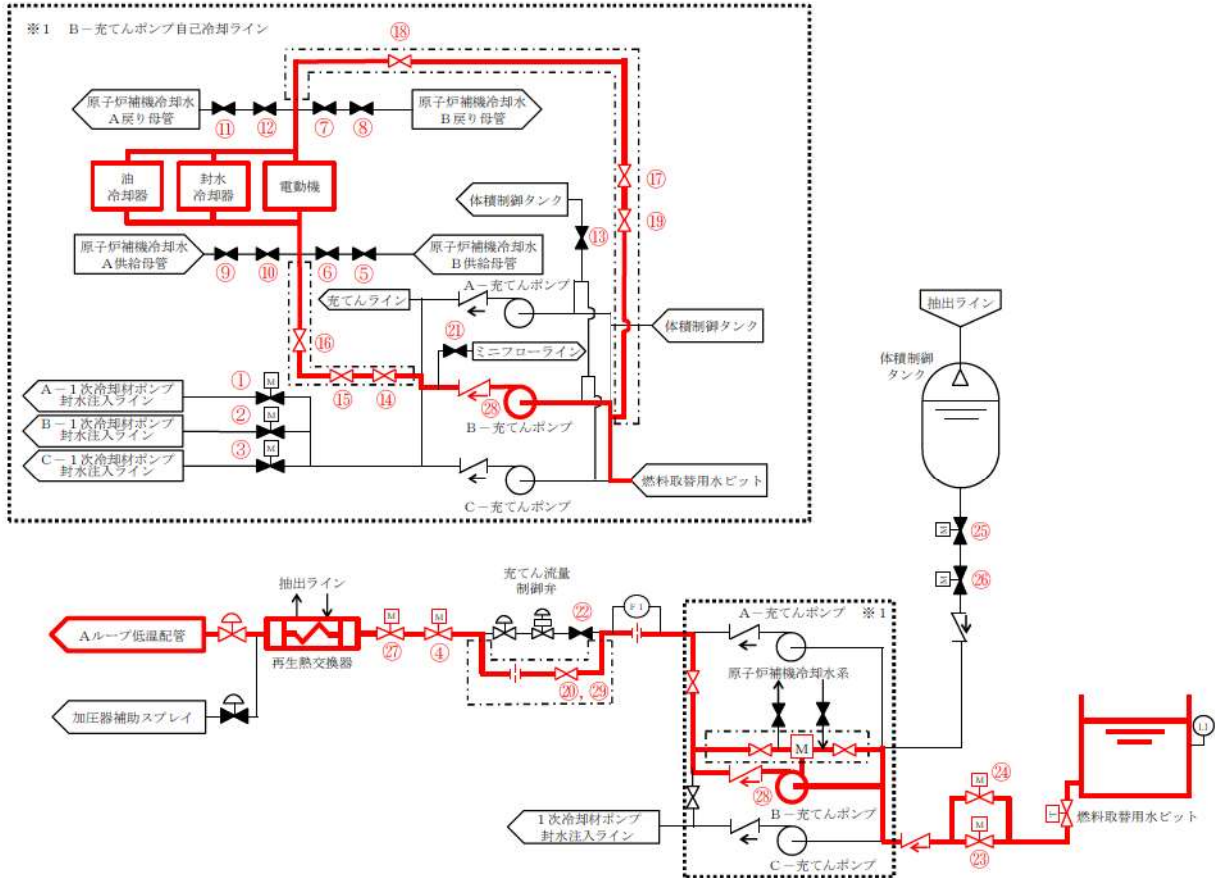 ※1 B－充てんポンプ自己冷却ライン
⑱
原子炉補機冷却水
A戻り母管
⑪
⑫
⑦
⑧
原子炉補機冷却水
B戻り母管
油
冷却器
封水
冷却器
電動機
⑰
⑲
体積制御タンク
⑬
原子炉補機冷却水
A供給母管
⑨
⑩
⑥
⑤
原子炉補機冷却水
B供給母管
A－充てんポンプ
充てんライン
体積制御タンク
⑯
㉑
ミニフローライン
①
M
A－1次冷却材ポンプ
封水注入ライン
⑮
⑭
㉘
B－充てんポンプ
②
M
B－1次冷却材ポンプ
封水注入ライン
③
M
C－1次冷却材ポンプ
封水注入ライン
燃料取替用水ピット
C－充てんポンプ
抽出ライン
体積制御
タンク
M
㉕
M
㉖
抽出ライン
充てん流量
制御弁
㉒
FI
A－充てんポンプ
※1
Aループ低温配管
再生熱交換器
M
㉗
M
④
⑳，㉙
原子炉補機冷却水系
加圧器補助スプレイ
M
㉘
B－充てんポンプ
1次冷却材ポンプ
封水注入ライン
C－充てんポンプ
㉔
M
M
㉓
LI
燃料取替用水ピット